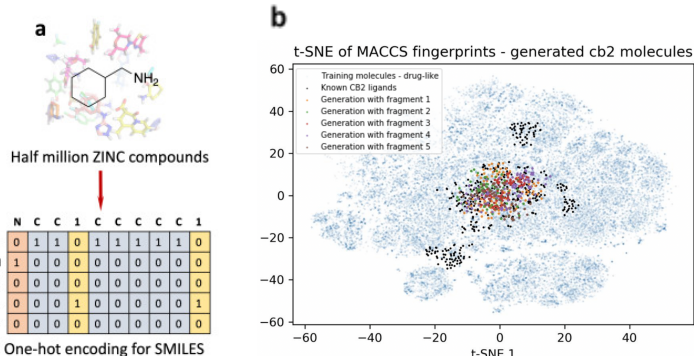 a
NH2
Half million ZINC compounds
N C C 1 C C C C C 1
0 1 1 0 1 1 1 1 1 0
1 0 0 0 0 0 0 0 0 0
0 0 0 0 0 0 0 0 0 0
0 0 0 1 0 0 0 0 0 1
0 0 0 0 0 0 0 0 0 0
One-hot encoding for SMILES
b
t-SNE of MACCS fingerprints - generated cb2 molecules
Training molecules - drug-like
Known CB2 ligands
Generation with fragment 1
Generation with fragment 2
Generation with fragment 3
Generation with fragment 4
Generation with fragment 5
60
40
20
0
−20
−40
−60
−60 −40 −20 0 20 40
t-SNE 1